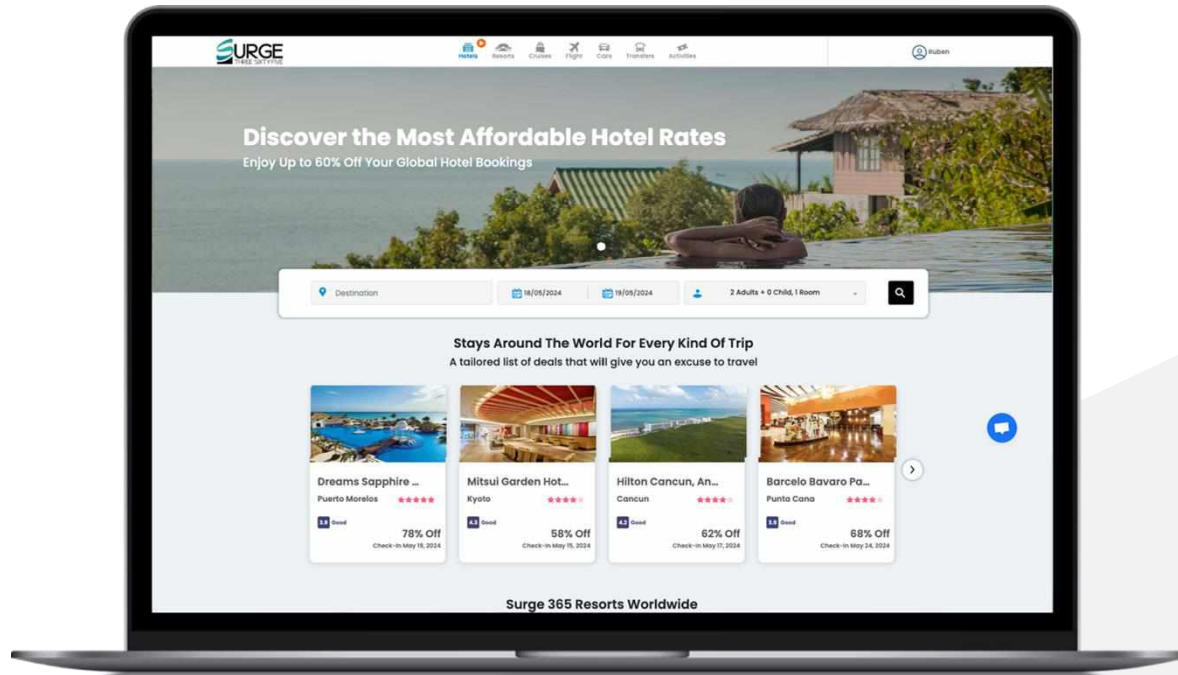 SURGE
THREE SIXTYFIVE
Hotels Resorts Cruises Flight Cars Transfers Activities
Ruben
Discover the Most Affordable Hotel Rates
Enjoy Up to 60% Off Your Global Hotel Bookings
Destination 18/05/2024 19/05/2024 2 Adults + 0 Child, 1 Room
Stays Around The World For Every Kind Of Trip
A tailored list of deals that will give you an excuse to travel
Dreams Sapphire ...
Puerto Morelos
3.9 Good
78% Off
Check-in May 19, 2024
Mitsui Garden Hot...
Kyoto
4.3 Good
58% Off
Check-in May 15, 2024
Hilton Cancun, An...
Cancun
4.2 Good
62% Off
Check-in May 17, 2024
Barcelo Bavaro Pa...
Punta Cana
Good
68% Off
Check-in May 24, 2024
Surge 365 Resorts Worldwide